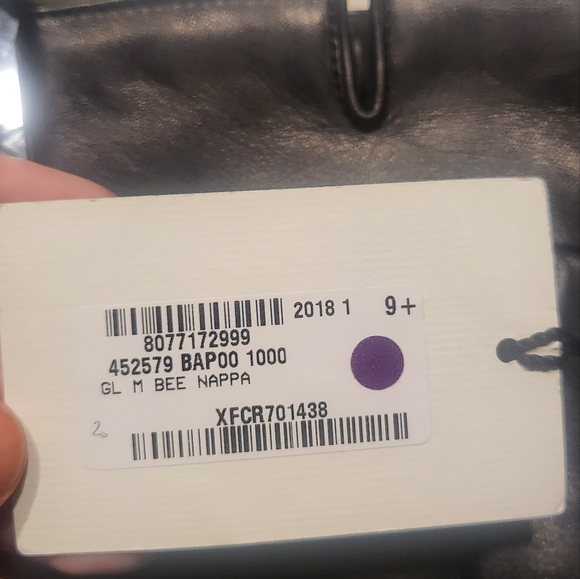 2018 1 9+
8077172999
452579 BAP00 1000
GL M BEE NAPPA
XFCR701438